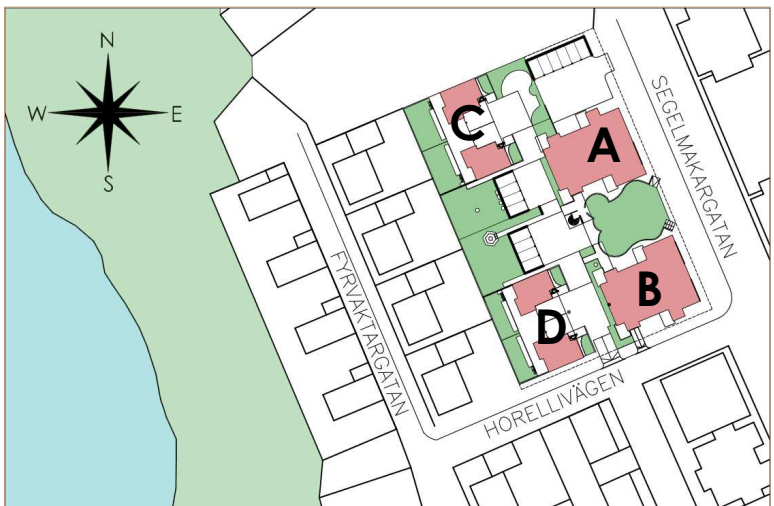 N
W E
S
C
A
SEGELMAKARGATAN
FYRVAKTARGATAN
B
D
HORELLIVÄGEN